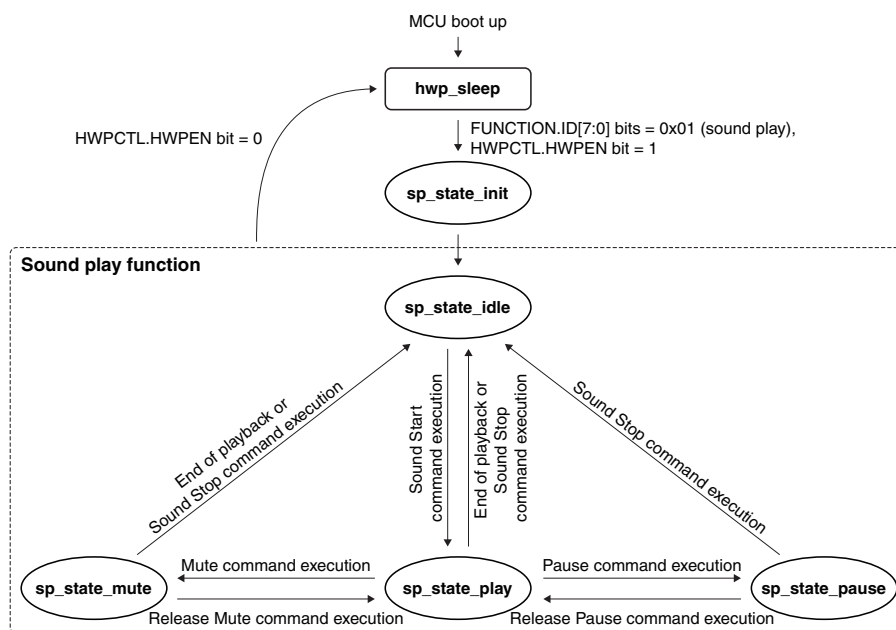 MCU boot up
hwp_sleep
HWPCTL.HWPEN bit = 0
FUNCTION.ID[7:0] bits = 0x01 (sound play),
HWPCTL.HWPEN bit = 1
sp_state_init
Sound play function
sp_state_idle
End of playback or
Sound Stop command execution
Sound Start
command execution
End of playback or
Sound Stop
command execution
Sound Stop command execution
sp_state_mute
Mute command execution
Release Mute command execution
sp_state_play
Pause command execution
Release Pause command execution
sp_state_pause